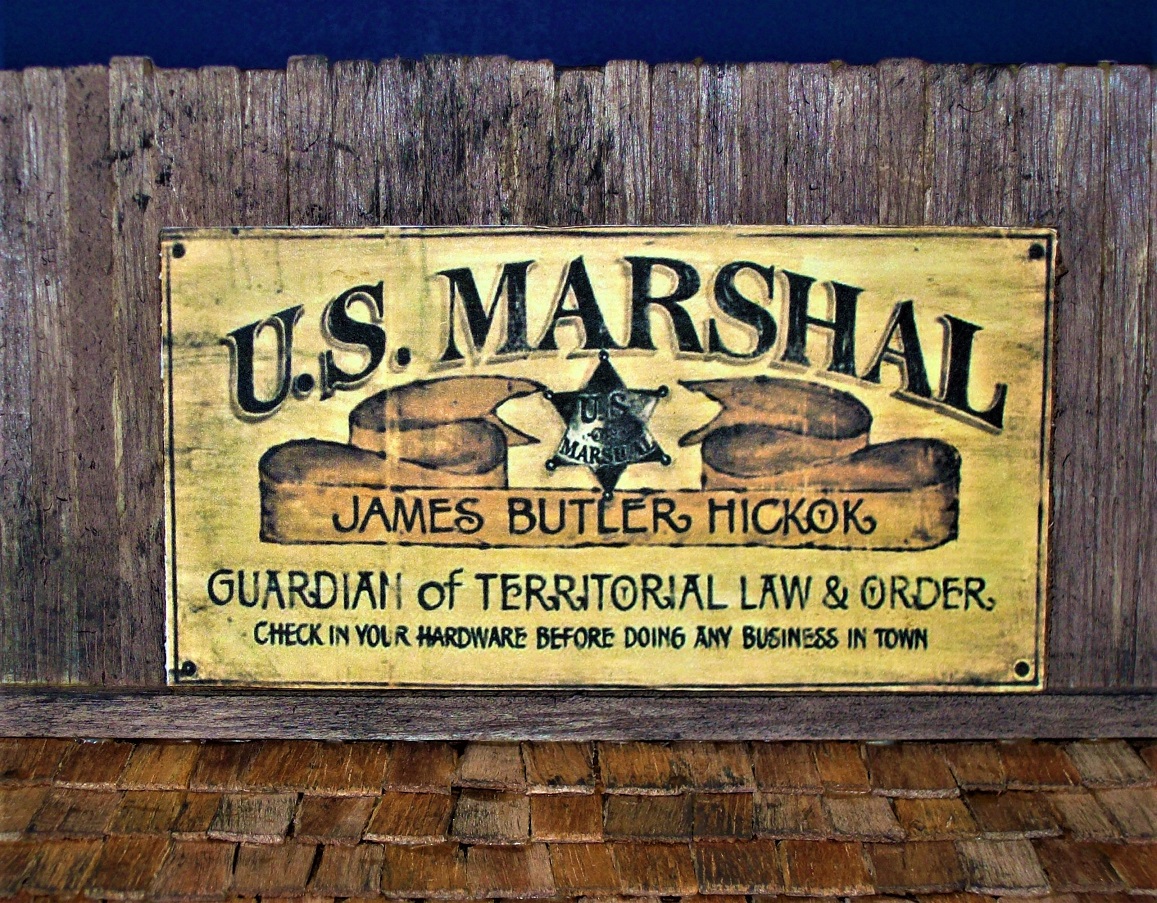 U.S. MARSHAL
U.S.
MARSHAL
JAMES BUTLER HICKOK
GUARDIAN of TERRITORIAL LAW & ORDER
CHECK IN YOUR HARDWARE BEFORE DOING ANY BUSINESS IN TOWN